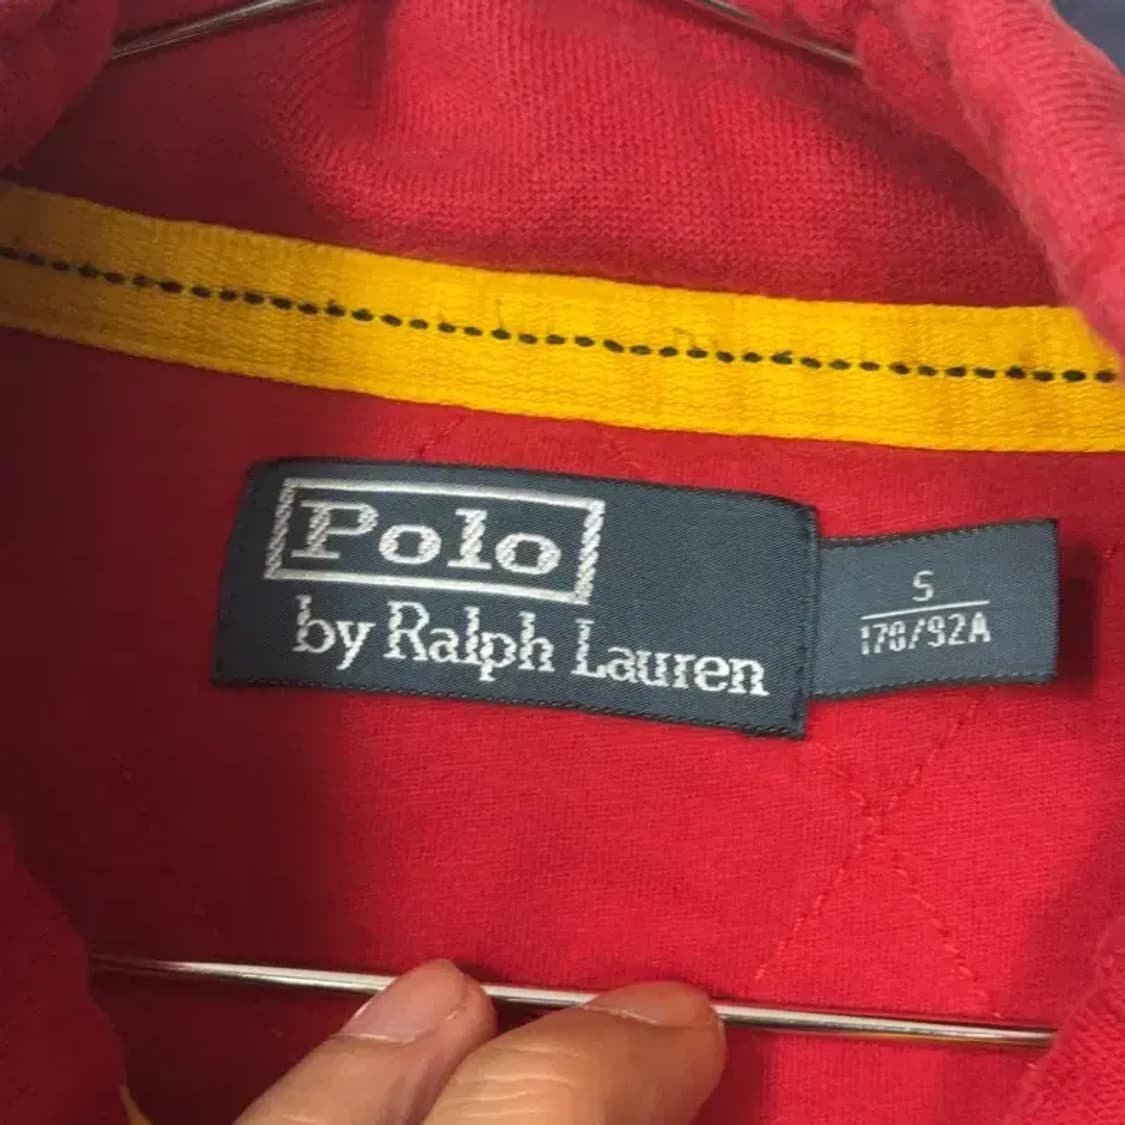 Polo
by Ralph Lauren
S
170/92A